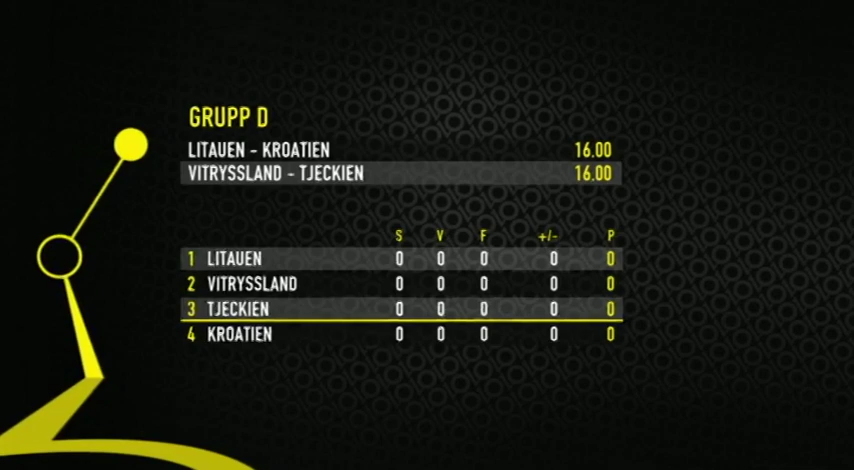 GRUPP D
LITAUEN - KROATIEN 16.00
VITRYSSLAND - TJECKIEN 16.00
S V F +/- P
1 LITAUEN 0 0 0 0 0
2 VITRYSSLAND 0 0 0 0 0
3 TJECKIEN 0 0 0 0 0
4 KROATIEN 0 0 0 0 0